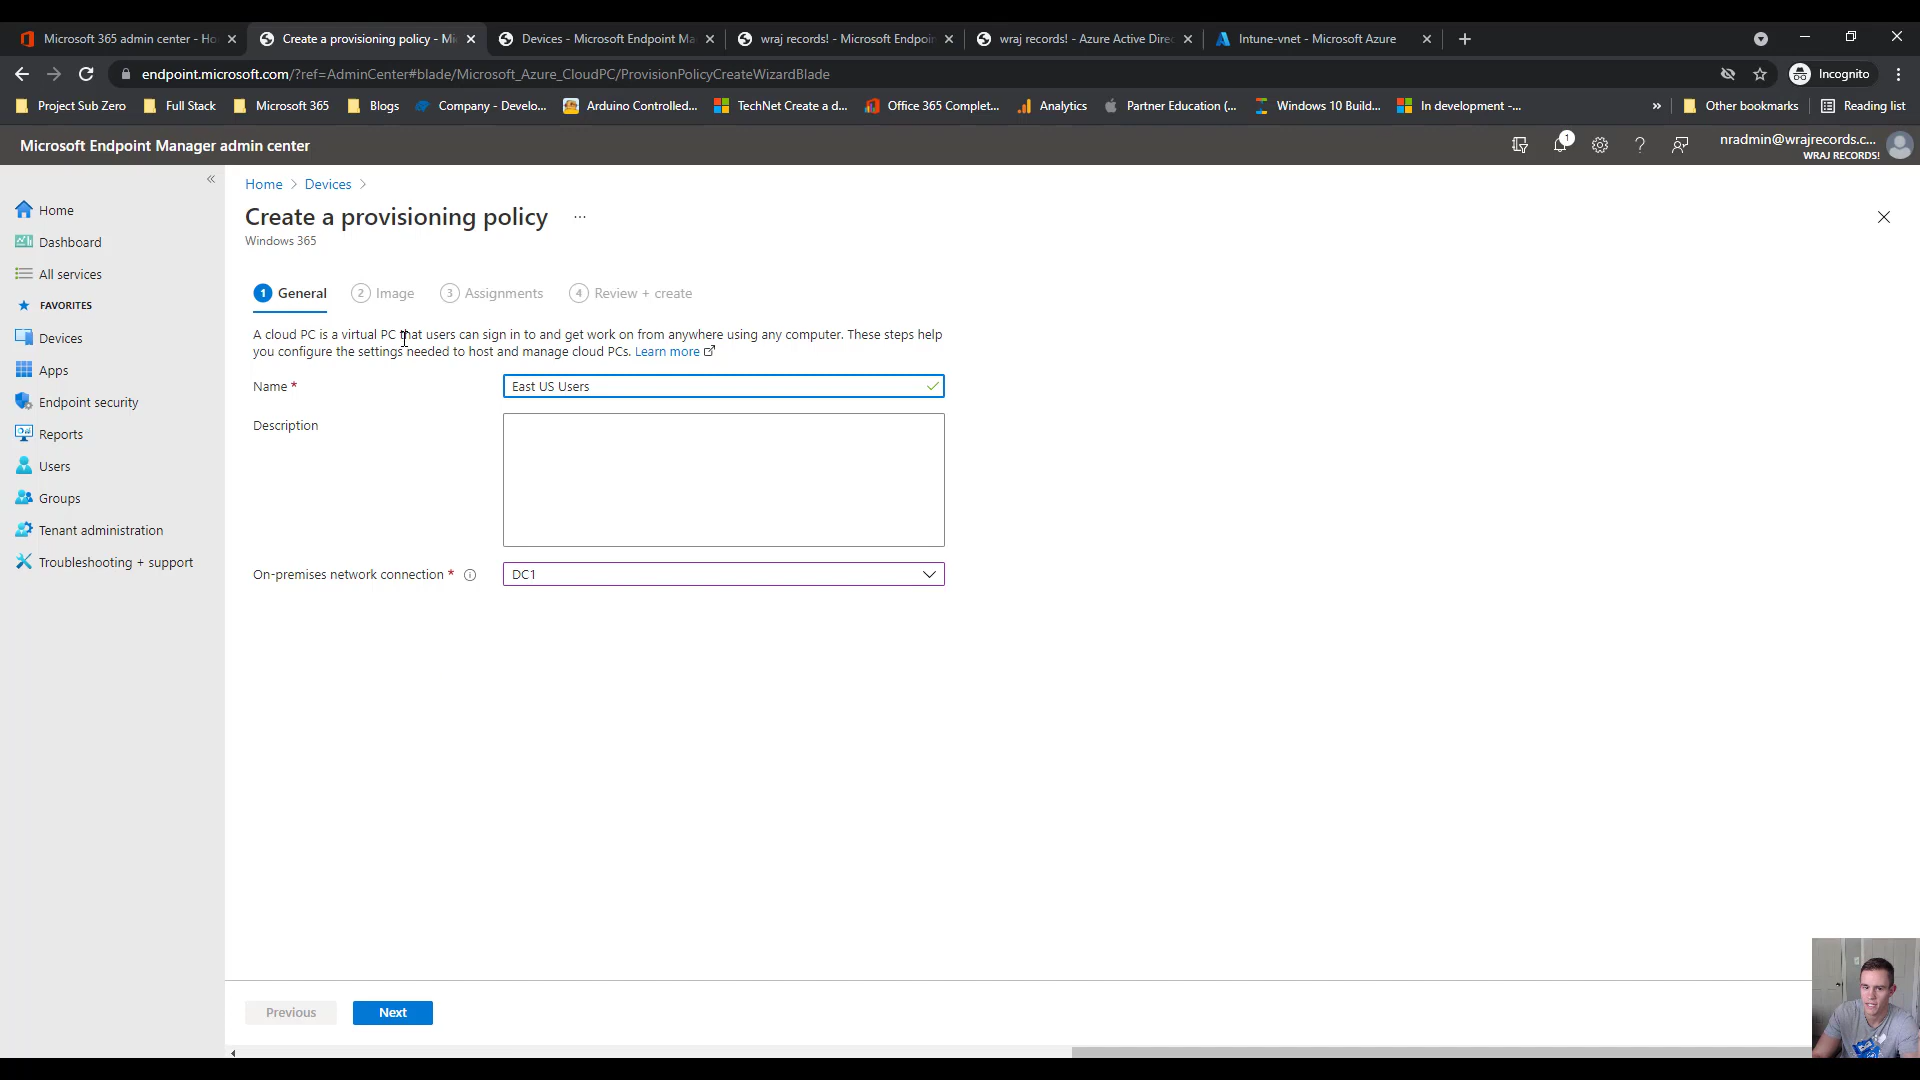 Microsoft 365 admin center - Ho
Create a provisioning policy - Mi
Devices - Microsoft Endpoint Ma
wraj records! - Microsoft Endpoin
wraj records! - Azure Active Direc
Intune-vnet - Microsoft Azure
endpoint.microsoft.com/?ref=AdminCenter#blade/Microsoft_Azure_CloudPC/ProvisionPolicyCreateWizardBlade
Incognito
Project Sub Zero
Full Stack
Microsoft 365
Blogs
Company - Develo...
Arduino Controlled...
TechNet Create a d...
Office 365 Complet...
Analytics
Partner Education (...
Windows 10 Build...
In development -...
»
Other bookmarks
Reading list
Microsoft Endpoint Manager admin center
1
nradmin@wrajrecords.c...
WRAJ RECORDS!
«
Home
Dashboard
All services
FAVORITES
Devices
Apps
Endpoint security
Reports
Users
Groups
Tenant administration
Troubleshooting + support
Home > Devices >
Create a provisioning policy ...
Windows 365
1 General
2 Image
3 Assignments
4 Review + create
A cloud PC is a virtual PC that users can sign in to and get work on from anywhere using any computer. These steps help
you configure the settings needed to host and manage cloud PCs. Learn more
Name *
East US Users
Description
On-premises network connection *
DC1
Previous
Next